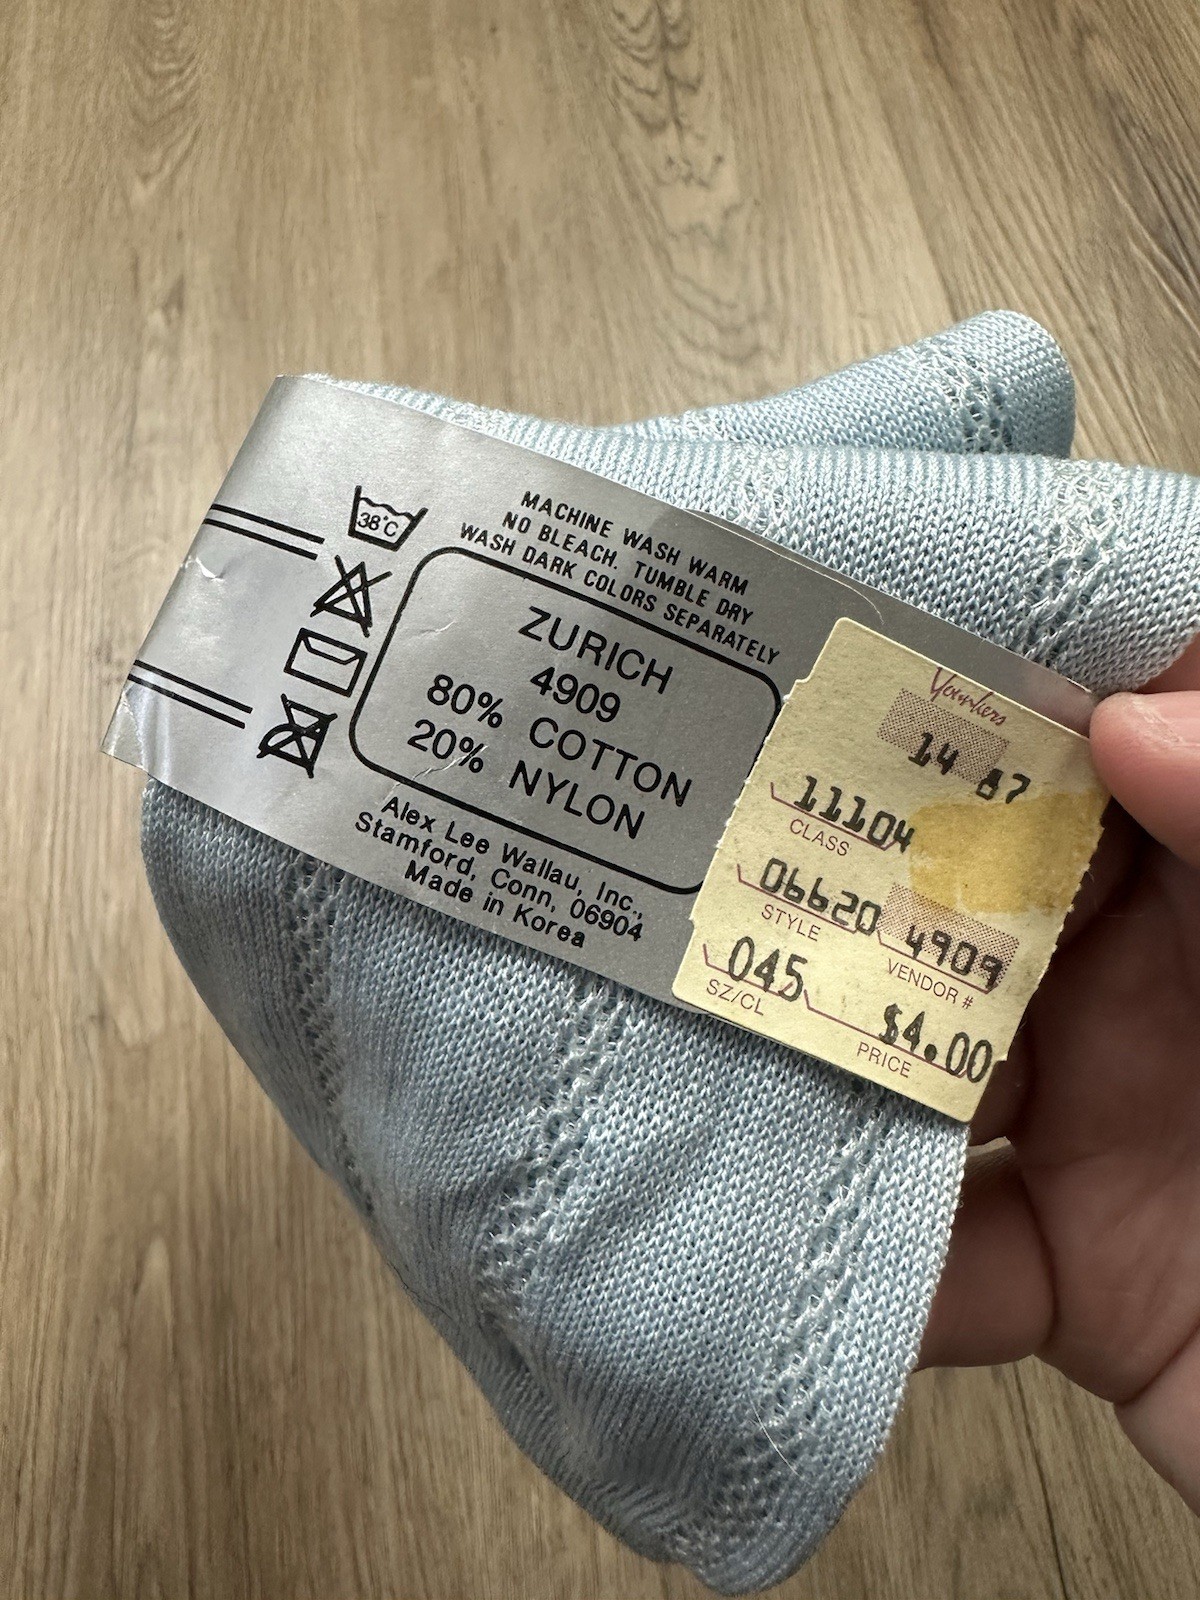 38°C
MACHINE WASH WARM
NO BLEACH. TUMBLE DRY
WASH DARK COLORS SEPARATELY
ZURICH
4909
80% COTTON
20% NYLON
Alex Lee Wallau, Inc.,
Stamford, Conn, 06904
Made in Korea
Younkers
14 87
11104
CLASS
06620 4909
STYLE VENDOR #
045
SZ/CL
$4.00
PRICE